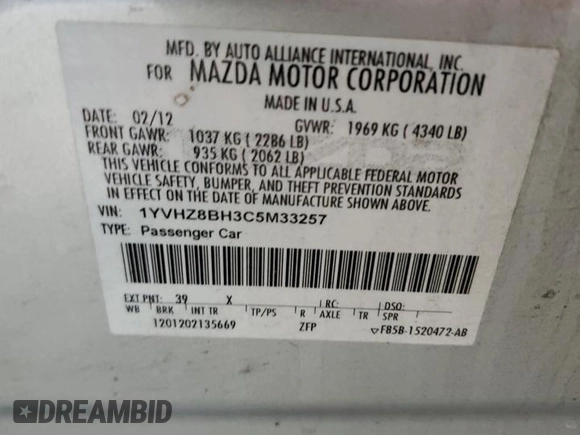 MFD. BY AUTO ALLIANCE INTERNATIONAL, INC.
FOR MAZDA MOTOR CORPORATION
MADE IN U.S.A.
DATE: 02/12 GVWR: 1969 KG ( 4340 LB)
FRONT GAWR: 1037 KG ( 2286 LB)
REAR GAWR: 935 KG ( 2062 LB)
THIS VEHICLE CONFORMS TO ALL APPLICABLE FEDERAL MOTOR
VEHICLE SAFETY, BUMPER, AND THEFT PREVENTION STANDARDS
IN EFFECT ON THE DATE OF MANUFACTURE SHOWN ABOVE.
VIN: 1YVHZ8BH3C5M33257
TYPE: Passenger Car
EXT PNT: 39 X RC: DSO:
WB BRK INT TR TP/PS R AXLE TR SPR
1201202135669 ZFP F85B-1520472-AB
DREAMBID